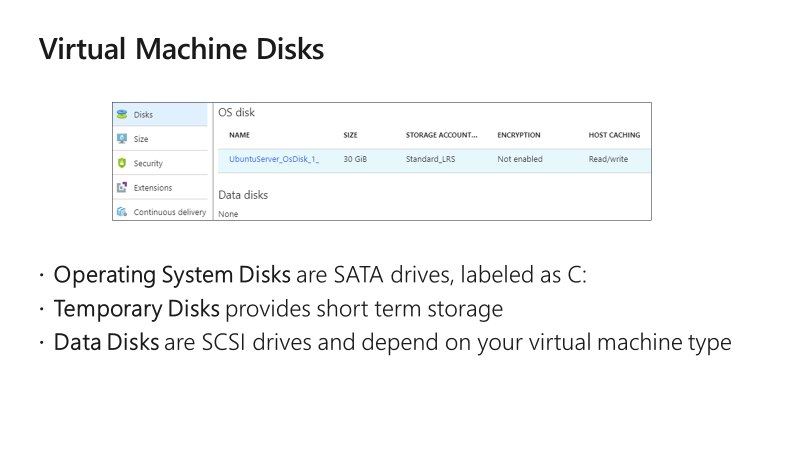 Virtual Machine Disks
Disks
Size
Security
Extensions
Continuous delivery
OS disk
NAME SIZE STORAGE ACCOUNT... ENCRYPTION HOST CACHING
UbuntuServer_OsDisk_1_ 30 GiB Standard_LRS Not enabled Read/write
Data disks
None
· Operating System Disks are SATA drives, labeled as C:
· Temporary Disks provides short term storage
· Data Disks are SCSI drives and depend on your virtual machine type